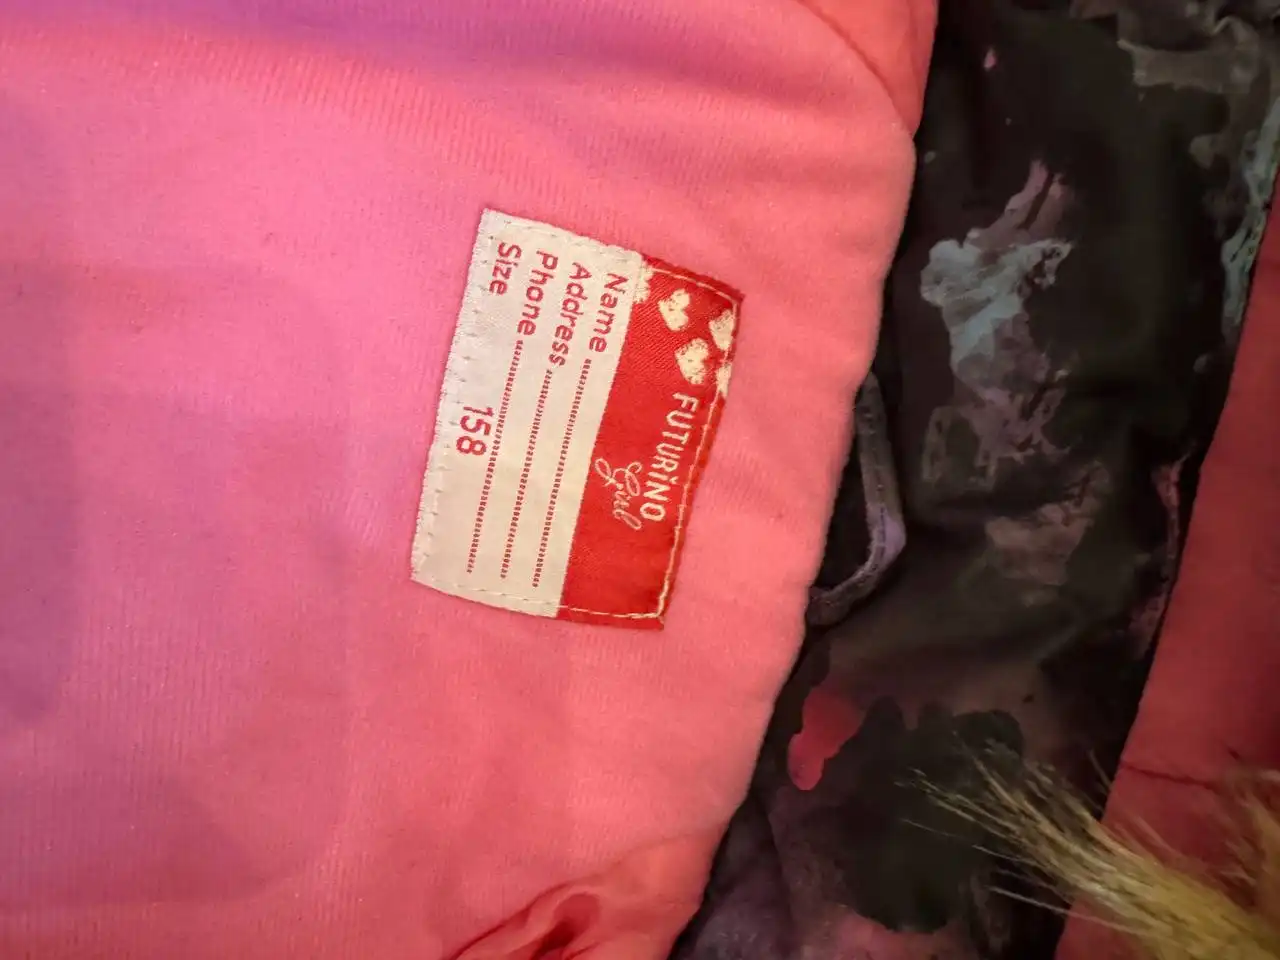 FUTURINO
Girl
Name
Address
Phone
Size 158